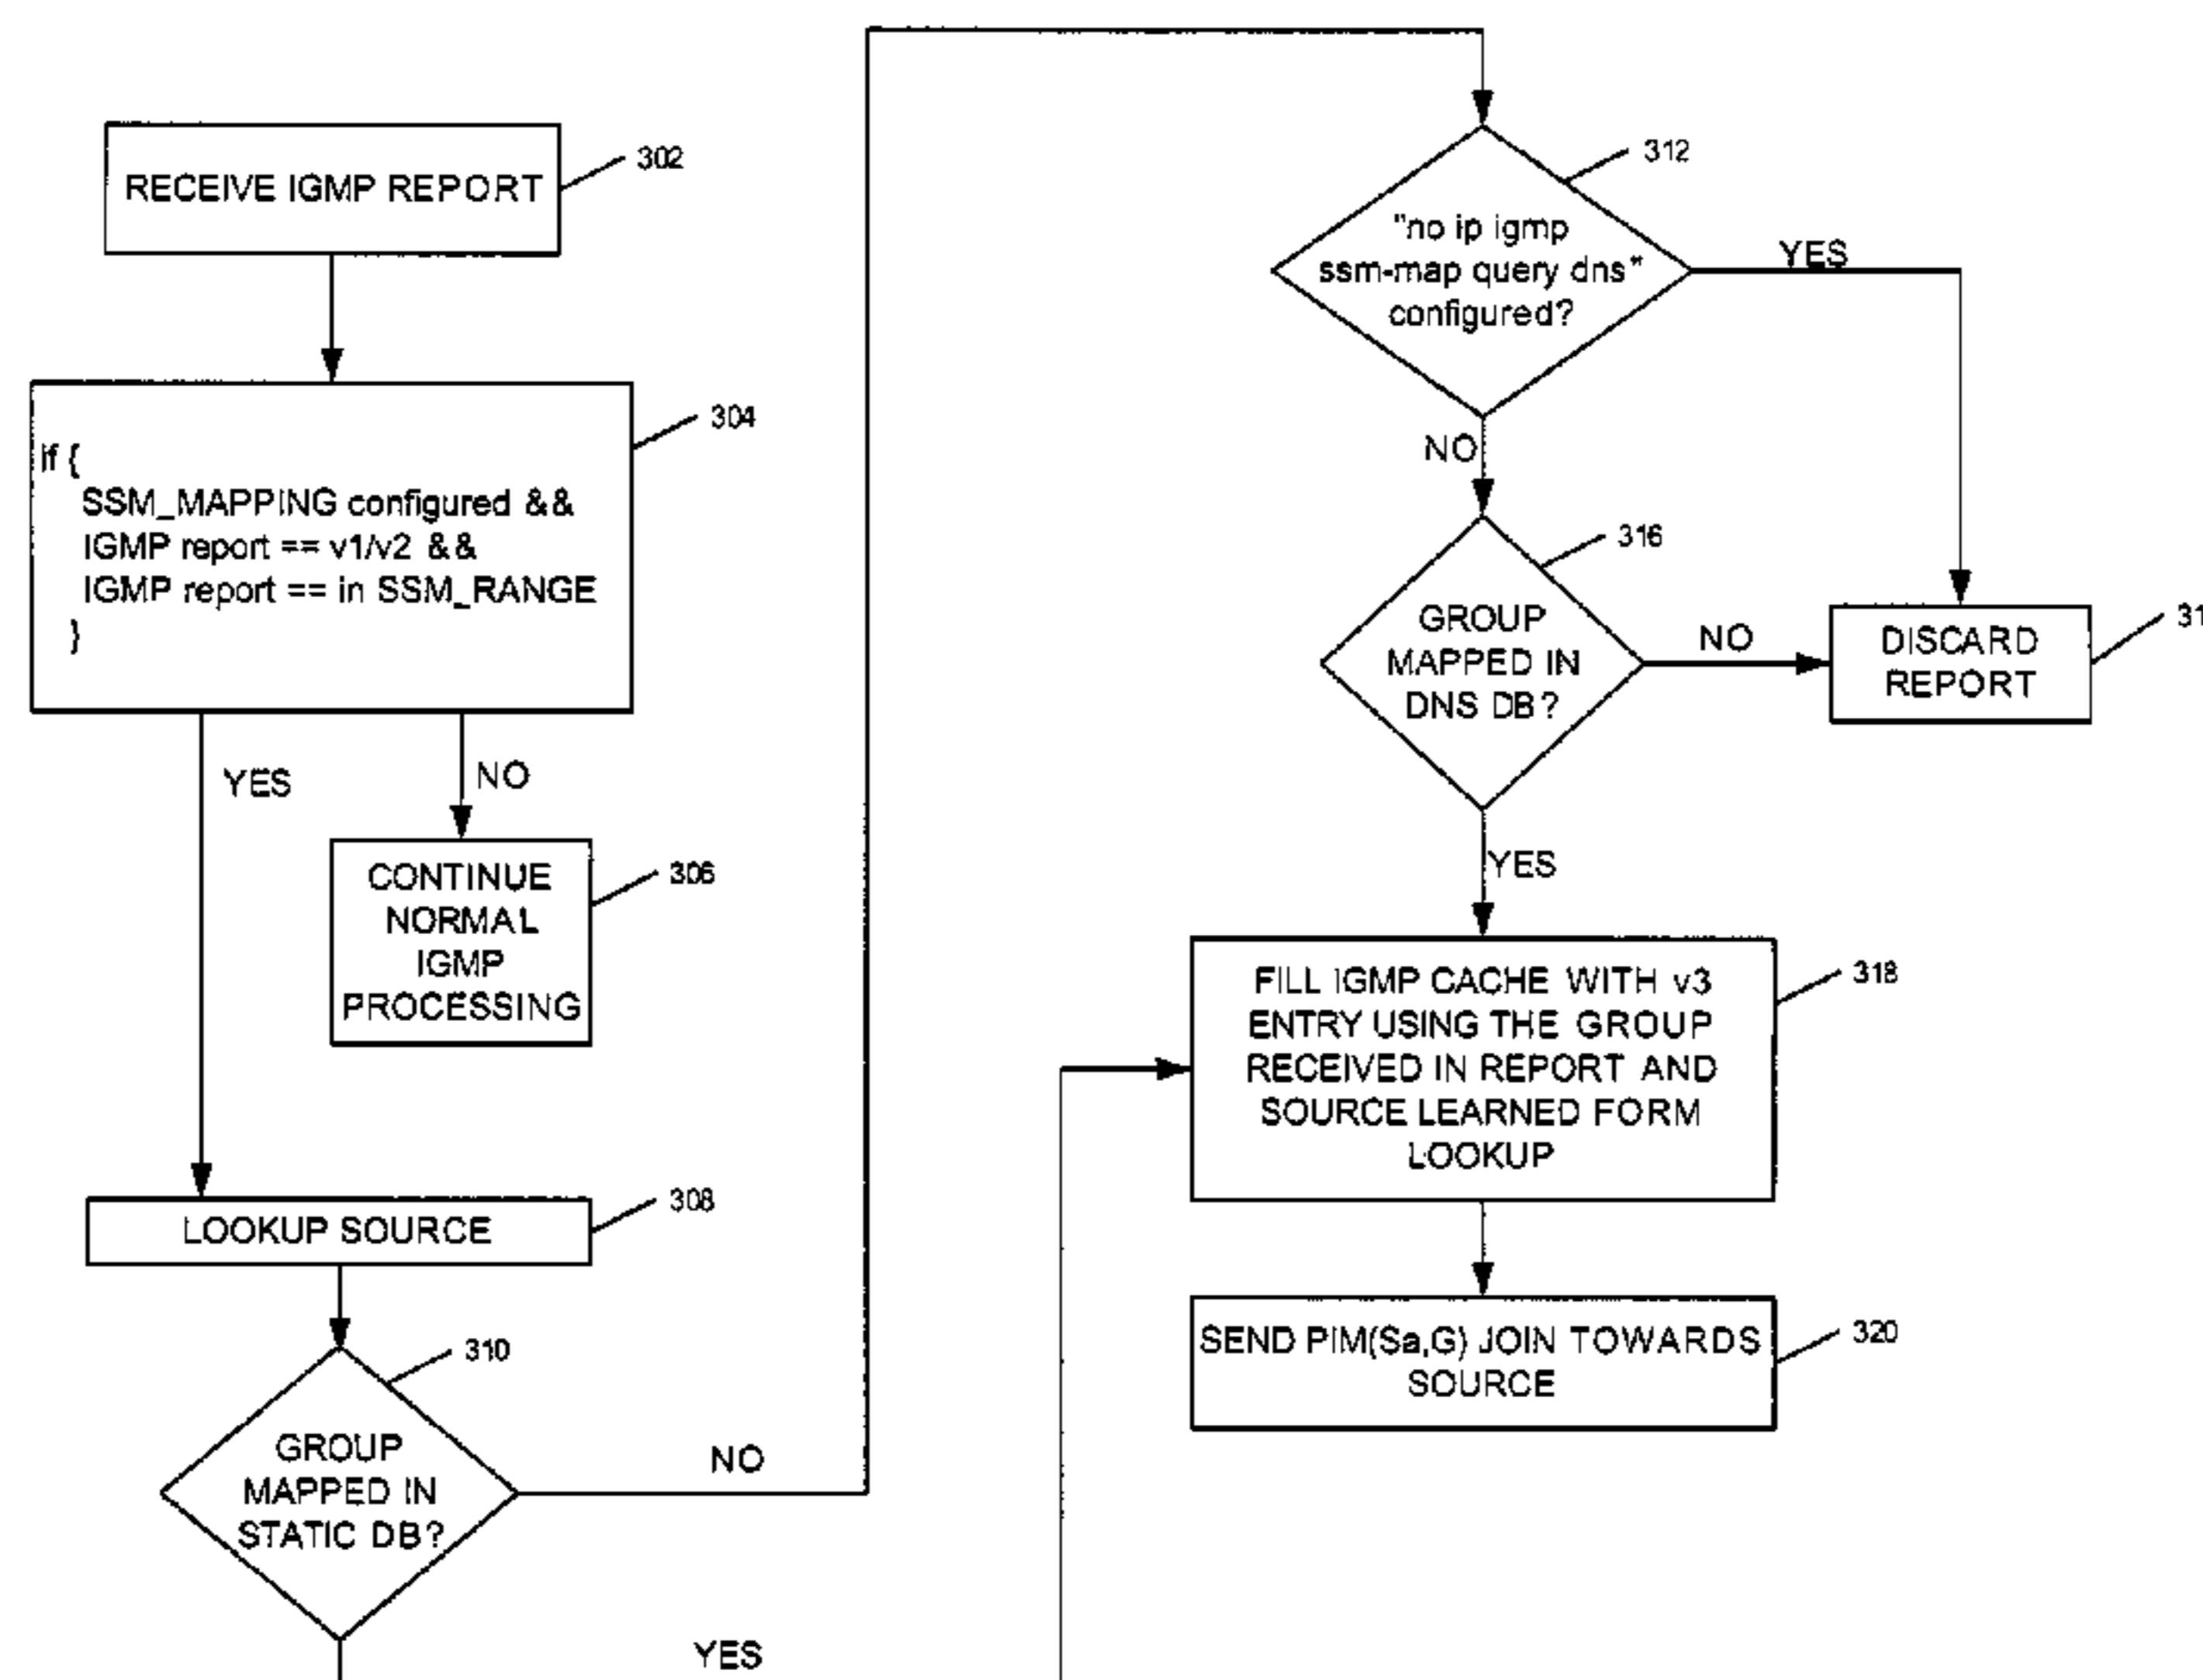 RECEIVE IGMP REPORT
302
304
if {
SSM_MAPPING configured &&
IGMP report == v1/v2 &&
IGMP report == in SSM_RANGE
}
YES
NO
CONTINUE
NORMAL
IGMP
PROCESSING
306
LOOKUP SOURCE
308
310
GROUP
MAPPED IN
STATIC DB?
NO
YES
312
"no ip igmp
ssm-map query dns"
configured?
YES
NO
316
GROUP
MAPPED IN
DNS DB?
NO
DISCARD
REPORT
31
YES
FILL IGMP CACHE WITH v3
ENTRY USING THE GROUP
RECEIVED IN REPORT AND
SOURCE LEARNED FORM
LOOKUP
318
SEND PIM(Sa,G) JOIN TOWARDS
SOURCE
320